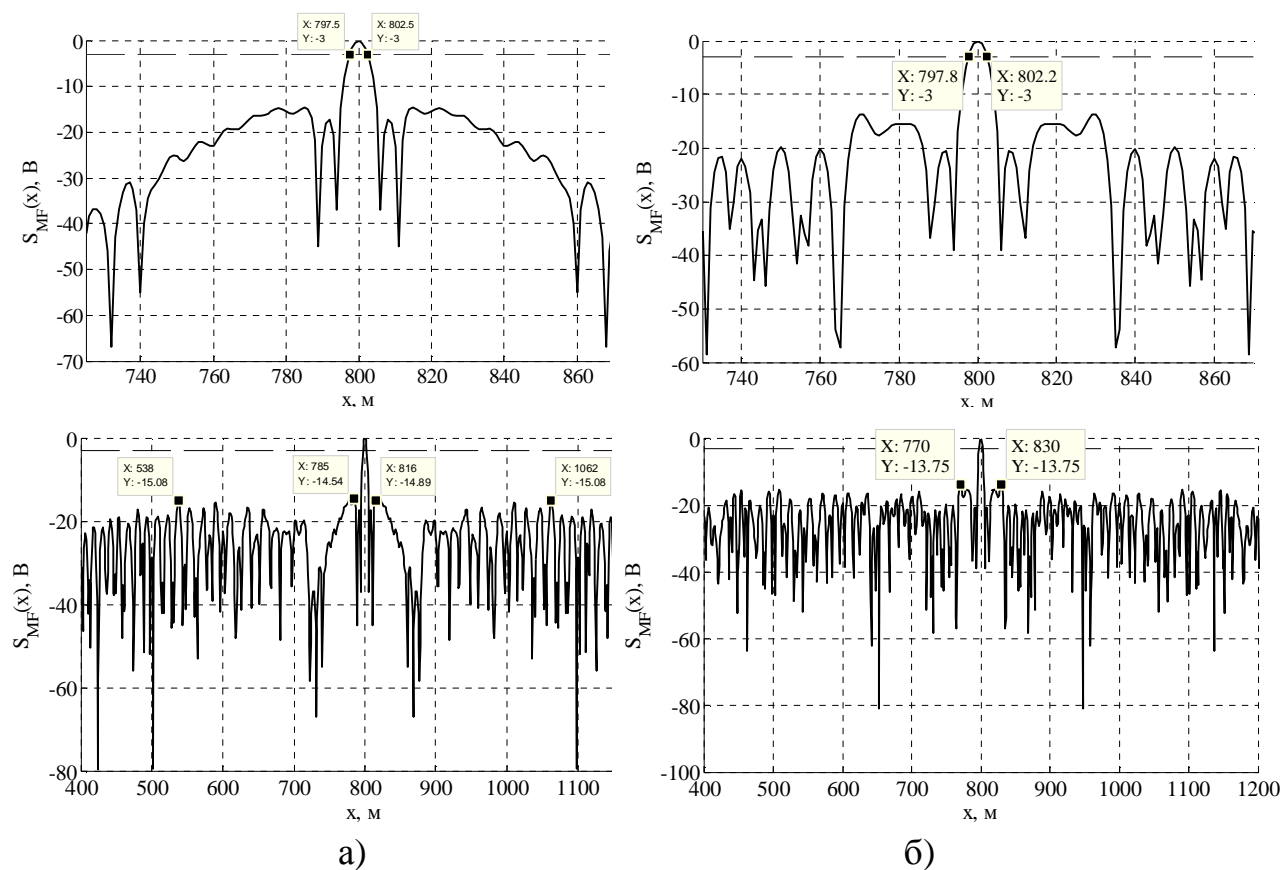 X: 797.5
Y: -3
X: 802.5
Y: -3
0
-10
-20
-30
-40
-50
-60
-70
S_MF(x), В
740 760 780 800 820 840 860
x, м
X: 797.8
Y: -3
X: 802.2
Y: -3
0
-10
-20
-30
-40
-50
-60
S_MF(x), В
740 760 780 800 820 840 860
x, м
X: 538
Y: -15.08
X: 785
Y: -14.54
X: 816
Y: -14.89
X: 1062
Y: -15.08
0
-20
-40
-60
-80
S_MF(x), В
400 500 600 700 800 900 1000 1100
x, м
а)
X: 770
Y: -13.75
X: 830
Y: -13.75
0
-20
-40
-60
-80
-100
S_MF(x), В
400 500 600 700 800 900 1000 1100 1200
x, м
б)